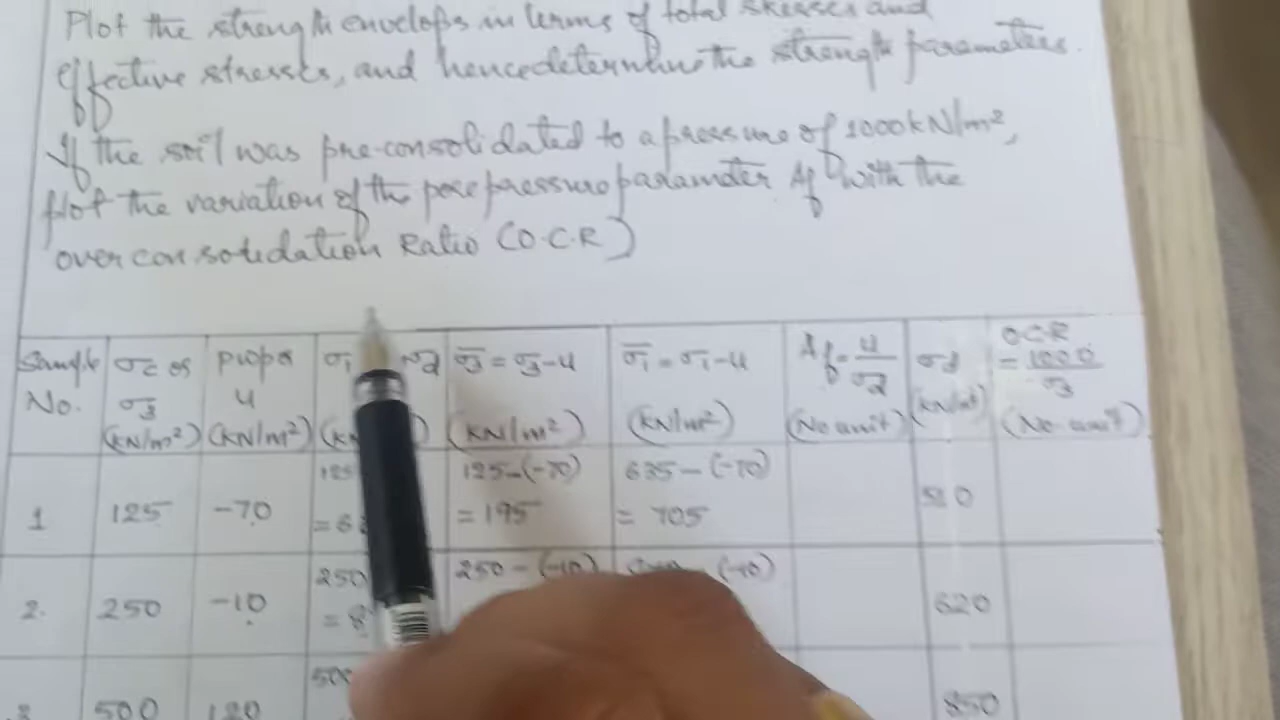 Plot the strength envelops in terms of total stresses and
effective stresses, and hence determine the strength parameters.
If the soil was pre-consolidated to a pressure of 1000kN/m²,
plot the variation of the pore pressure parameter Af with the
over consolidation Ratio (O.C.R)
Sample No. σc or σ3 (kN/m²) u (kN/m²) σ̄3 = σ3-u (kN/m²) σ̄1 = σ1-u (kN/m²) Af = u/σd (No unit) σd (kN/m²) O.C.R = 1000/σ3 (No unit)
125-(-70) 635-(-70)
1 125 -70 = 195 = 705 510
250 250-(-10) -(-10)
2. 250 -10 = 620
500 120 850